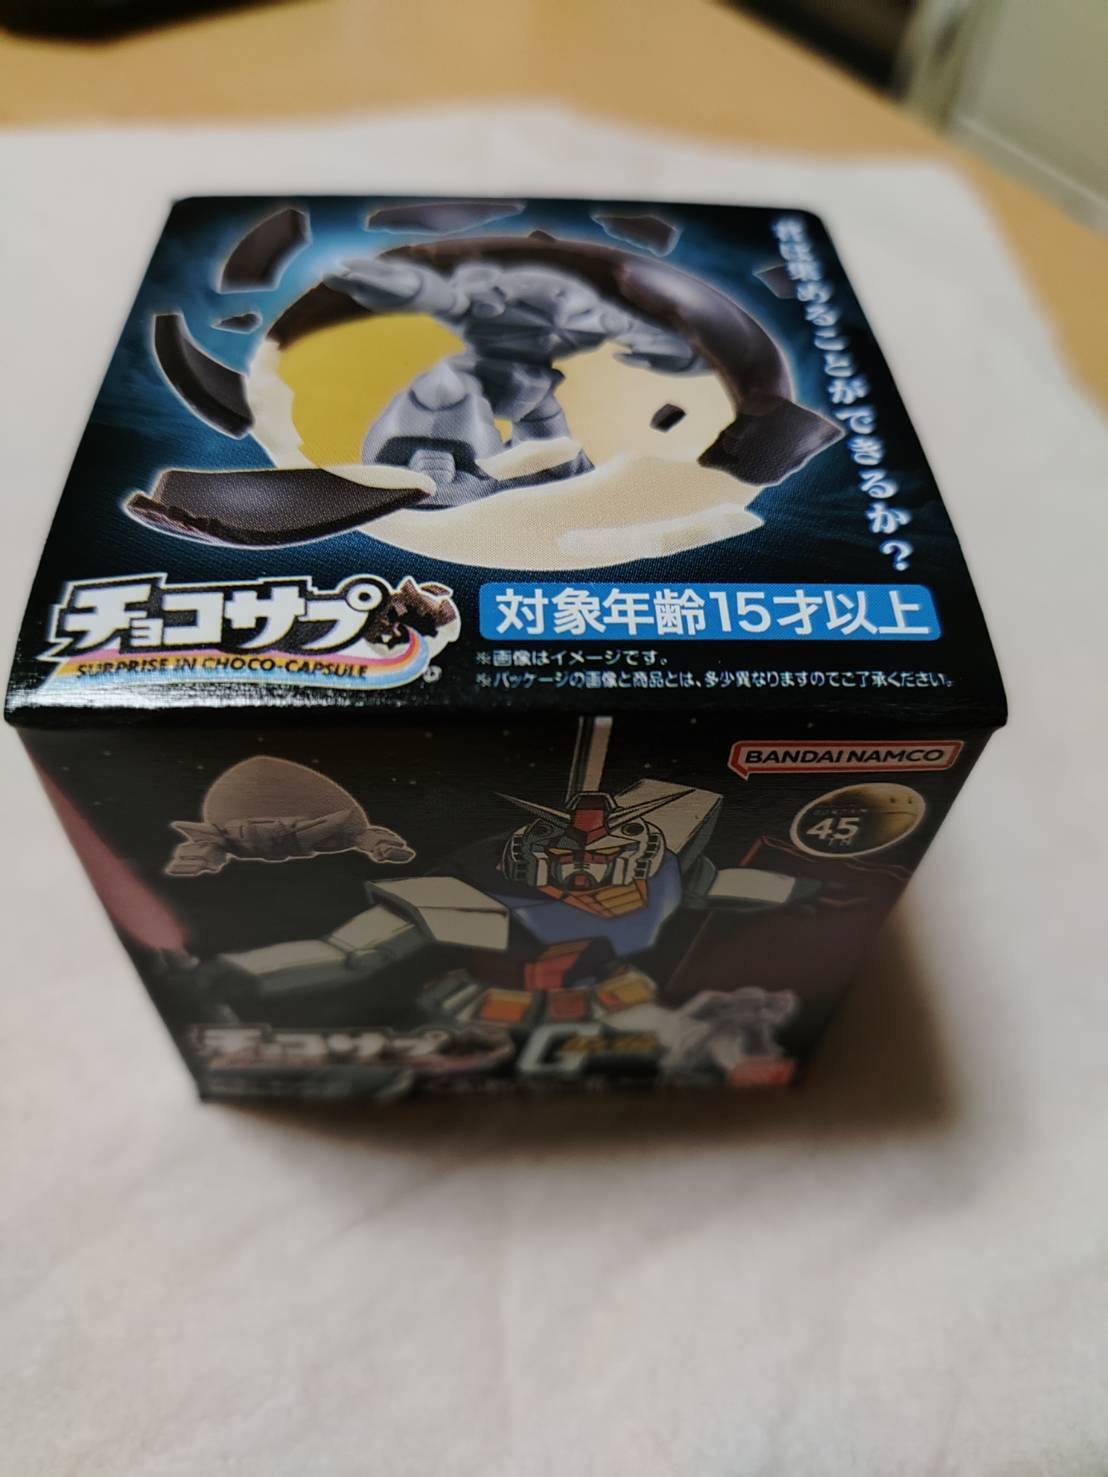 君は集めることができるか?
チョコサプ
SURPRISE IN CHOCO-CAPSULE
対象年齢15才以上
※画像はイメージです。
※パッケージの画像と商品とは、多少異なりますのでご了承ください。
BANDAI NAMCO
45
TH
チョコサプ